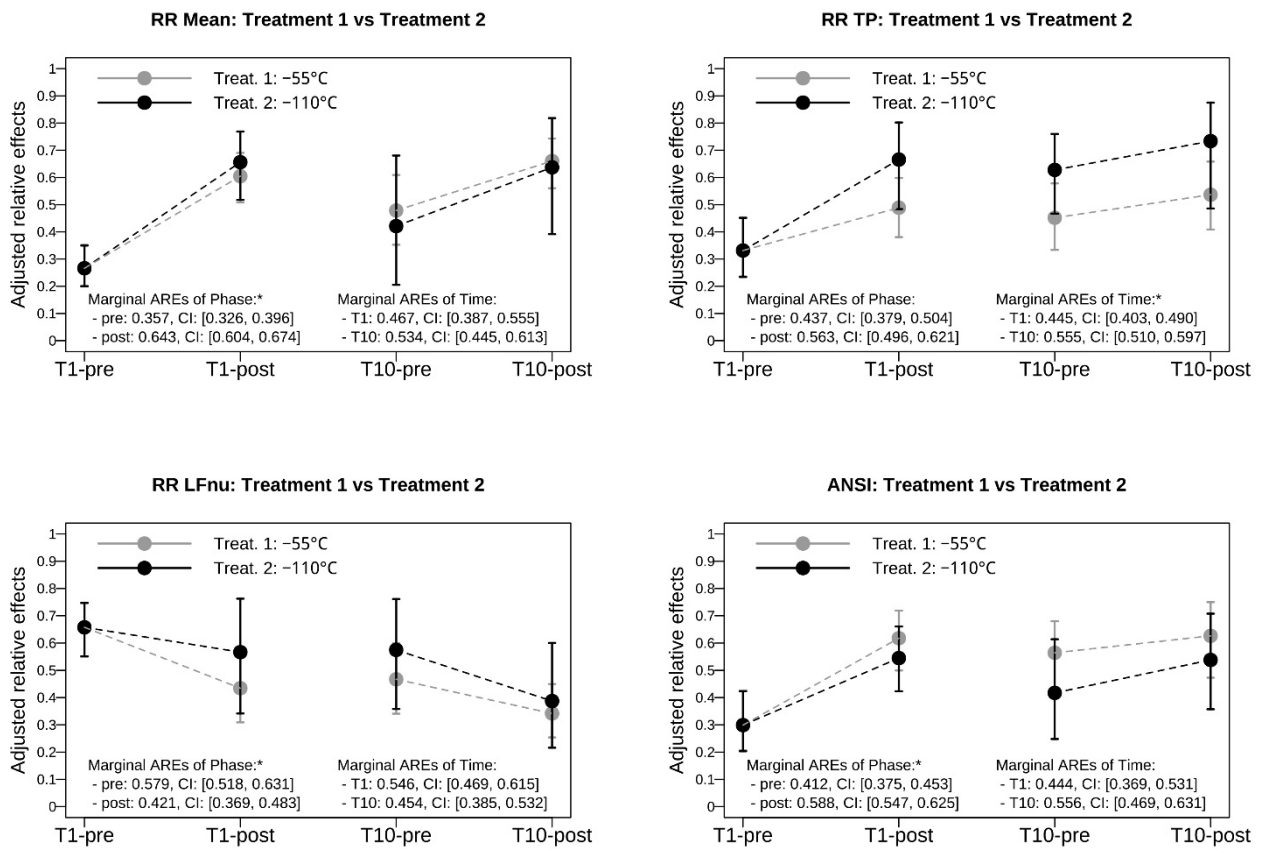 RR Mean: Treatment 1 vs Treatment 2
Adjusted relative effects
1
0.9
0.8
0.7
0.6
0.5
0.4
0.3
0.2
0.1
0
Treat. 1: −55°C
Treat. 2: −110°C
Marginal AREs of Phase:*
- pre: 0.357, CI: [0.326, 0.396]
- post: 0.643, CI: [0.604, 0.674]
Marginal AREs of Time:
- T1: 0.467, CI: [0.387, 0.555]
- T10: 0.534, CI: [0.445, 0.613]
T1-pre T1-post T10-pre T10-post
RR TP: Treatment 1 vs Treatment 2
Adjusted relative effects
1
0.9
0.8
0.7
0.6
0.5
0.4
0.3
0.2
0.1
0
Treat. 1: −55°C
Treat. 2: −110°C
Marginal AREs of Phase:
- pre: 0.437, CI: [0.379, 0.504]
- post: 0.563, CI: [0.496, 0.621]
Marginal AREs of Time:*
- T1: 0.445, CI: [0.403, 0.490]
- T10: 0.555, CI: [0.510, 0.597]
T1-pre T1-post T10-pre T10-post
RR LFnu: Treatment 1 vs Treatment 2
Adjusted relative effects
1
0.9
0.8
0.7
0.6
0.5
0.4
0.3
0.2
0.1
0
Treat. 1: −55°C
Treat. 2: −110°C
Marginal AREs of Phase:*
- pre: 0.579, CI: [0.518, 0.631]
- post: 0.421, CI: [0.369, 0.483]
Marginal AREs of Time:
- T1: 0.546, CI: [0.469, 0.615]
- T10: 0.454, CI: [0.385, 0.532]
T1-pre T1-post T10-pre T10-post
ANSI: Treatment 1 vs Treatment 2
Adjusted relative effects
1
0.9
0.8
0.7
0.6
0.5
0.4
0.3
0.2
0.1
0
Treat. 1: −55°C
Treat. 2: −110°C
Marginal AREs of Phase:*
- pre: 0.412, CI: [0.375, 0.453]
- post: 0.588, CI: [0.547, 0.625]
Marginal AREs of Time:
- T1: 0.444, CI: [0.369, 0.531]
- T10: 0.556, CI: [0.469, 0.631]
T1-pre T1-post T10-pre T10-post